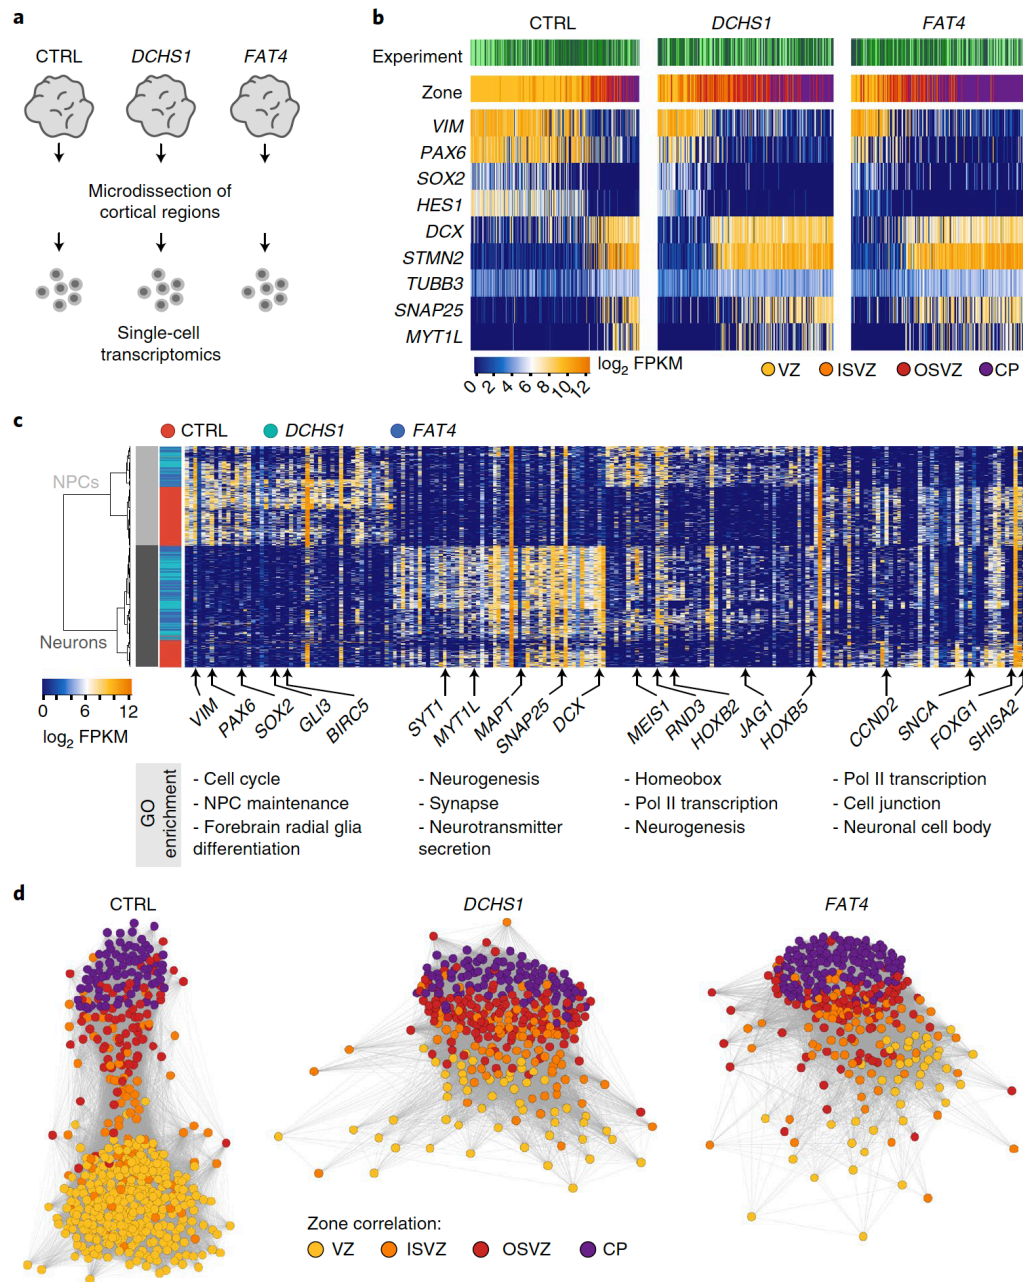 a
CTRL DCHS1 FAT4
Microdissection of
cortical regions
Single-cell
transcriptomics
b
CTRL DCHS1 FAT4
Experiment
Zone
VIM
PAX6
SOX2
HES1
DCX
STMN2
TUBB3
SNAP25
MYT1L
0 2 4 6 8 10 12 log2 FPKM
VZ ISVZ OSVZ CP
c
CTRL DCHS1 FAT4
NPCs
Neurons
0 6 12
log2 FPKM
VIM PAX6 SOX2 GLI3 BIRC5 SYT1 MYT1L MAPT SNAP25 DCX MEIS1 RND3 HOXB2 JAG1 HOXB5 CCND2 SNCA FOXG1 SHISA2
GO
enrichment
- Cell cycle
- NPC maintenance
- Forebrain radial glia
differentiation
- Neurogenesis
- Synapse
- Neurotransmitter
secretion
- Homeobox
- Pol II transcription
- Neurogenesis
- Pol II transcription
- Cell junction
- Neuronal cell body
d
CTRL DCHS1 FAT4
Zone correlation:
VZ ISVZ OSVZ CP